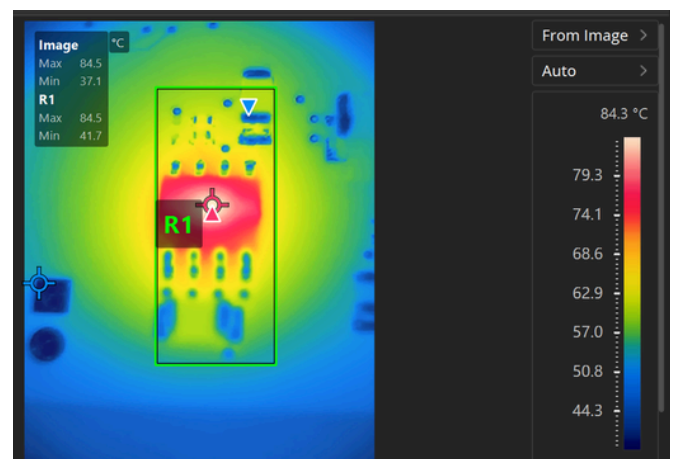 Image °C
Max 84.5
Min 37.1
R1
Max 84.5
Min 41.7
R1
From Image
Auto
84.3 °C
79.3
74.1
68.6
62.9
57.0
50.8
44.3